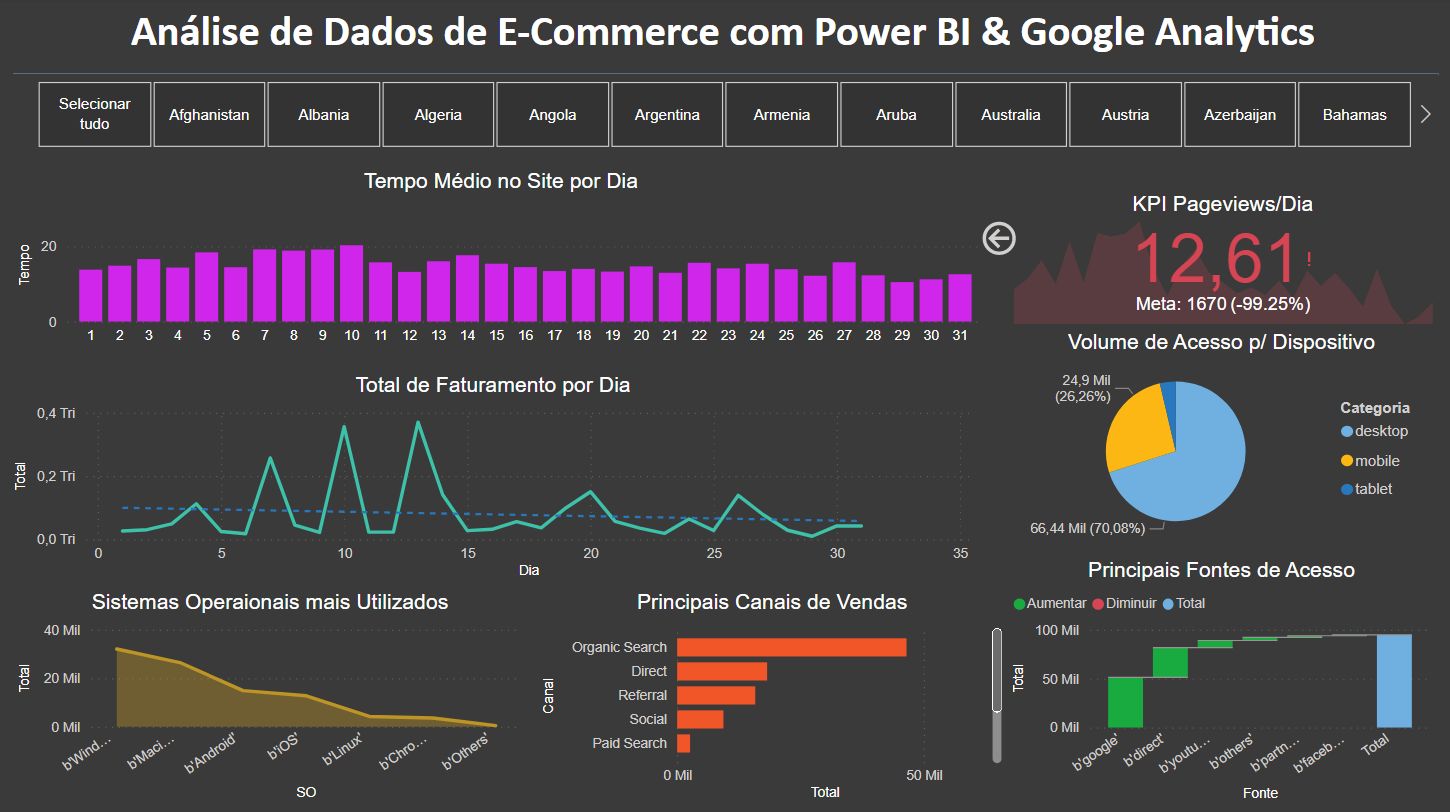 Análise de Dados de E-Commerce com Power BI & Google Analytics
Selecionar
tudo
Afghanistan
Albania
Algeria
Angola
Argentina
Armenia
Aruba
Australia
Austria
Azerbaijan
Bahamas
Tempo Médio no Site por Dia
Tempo
20
0
1 2 3 4 5 6 7 8 9 10 11 12 13 14 15 16 17 18 19 20 21 22 23 24 25 26 27 28 29 30 31
KPI Pageviews/Dia
12,61!
Meta: 1670 (-99.25%)
Total de Faturamento por Dia
Total
0,4 Tri
0,2 Tri
0,0 Tri
0 5 10 15 20 25 30 35
Dia
Volume de Acesso p/ Dispositivo
24,9 Mil
(26,26%)
66,44 Mil (70,08%)
Categoria
desktop
mobile
tablet
Sistemas Operaionais mais Utilizados
Total
40 Mil
20 Mil
0 Mil
b'Wind...
b'Maci...
b'Android'
b'iOS'
b'Linux'
b'Chro...
b'Others'
SO
Principais Canais de Vendas
Canal
Organic Search
Direct
Referral
Social
Paid Search
0 Mil 50 Mil
Total
Principais Fontes de Acesso
Aumentar Diminuir Total
Total
100 Mil
50 Mil
0 Mil
b'google'
b'direct'
b'youtu...
b'others'
b'partn...
b'faceb...
Total
Fonte